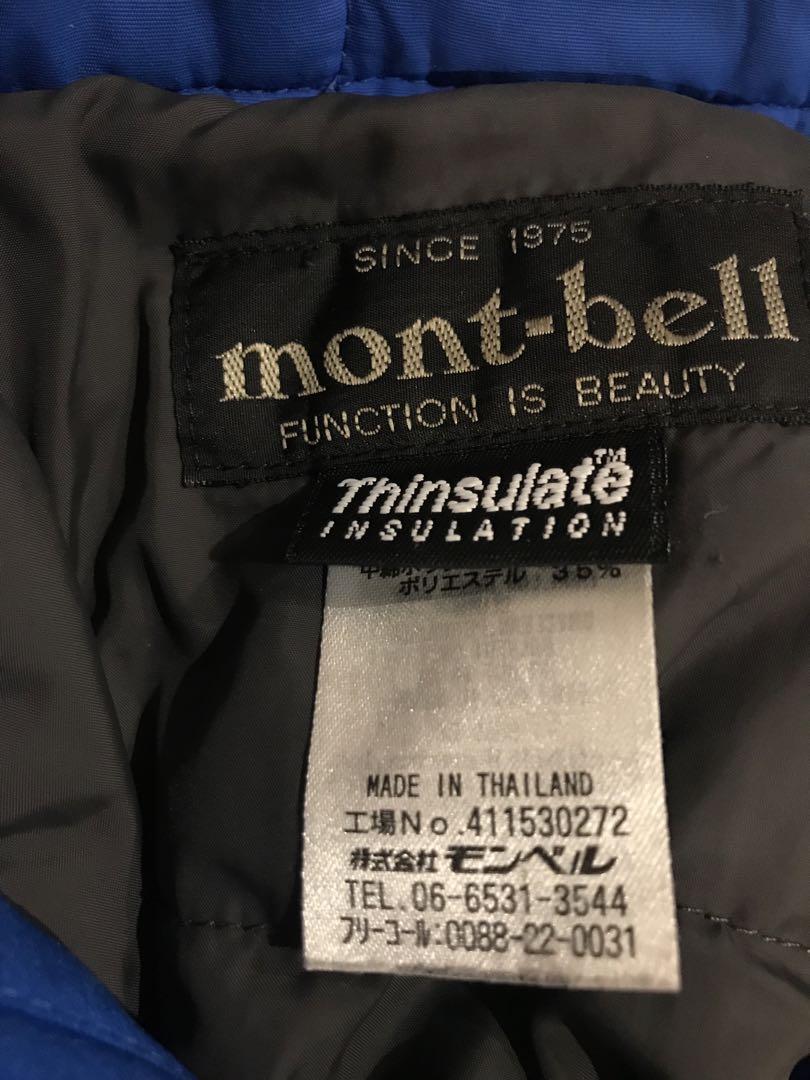 SINCE 1975
mont-bell
FUNCTION IS BEAUTY
Thinsulate™
INSULATION
ポリエステル 35%
MADE IN THAILAND
工場No.411530272
株式会社 モンベル
TEL.06-6531-3544
フリーコール:0088-22-0031